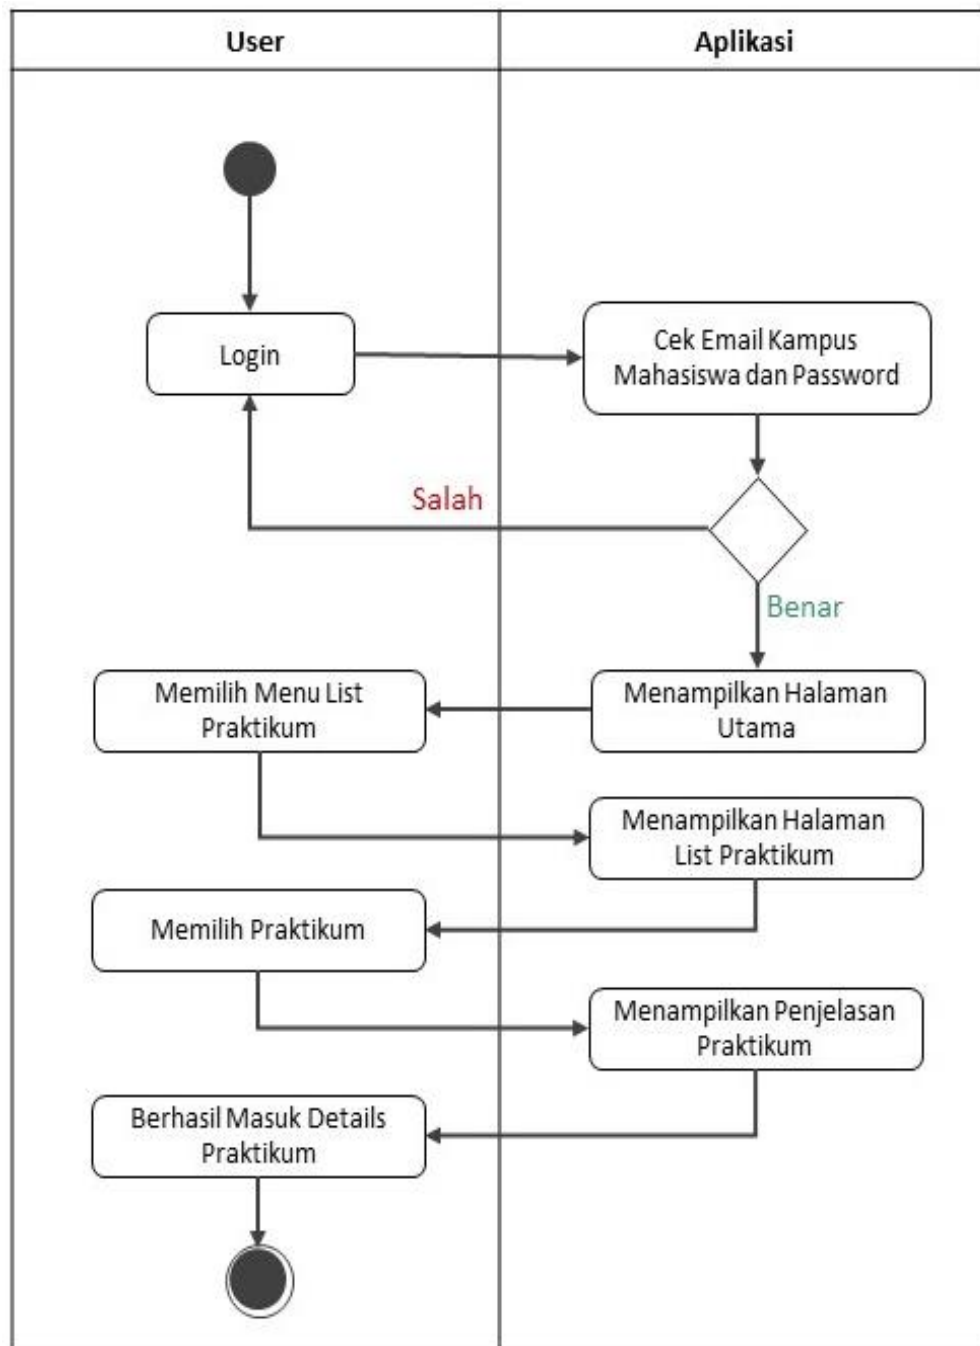 User
Aplikasi
Login
Cek Email Kampus
Mahasiswa dan Password
Salah
Benar
Memilih Menu List
Praktikum
Menampilkan Halaman
Utama
Menampilkan Halaman
List Praktikum
Memilih Praktikum
Menampilkan Penjelasan
Praktikum
Berhasil Masuk Details
Praktikum